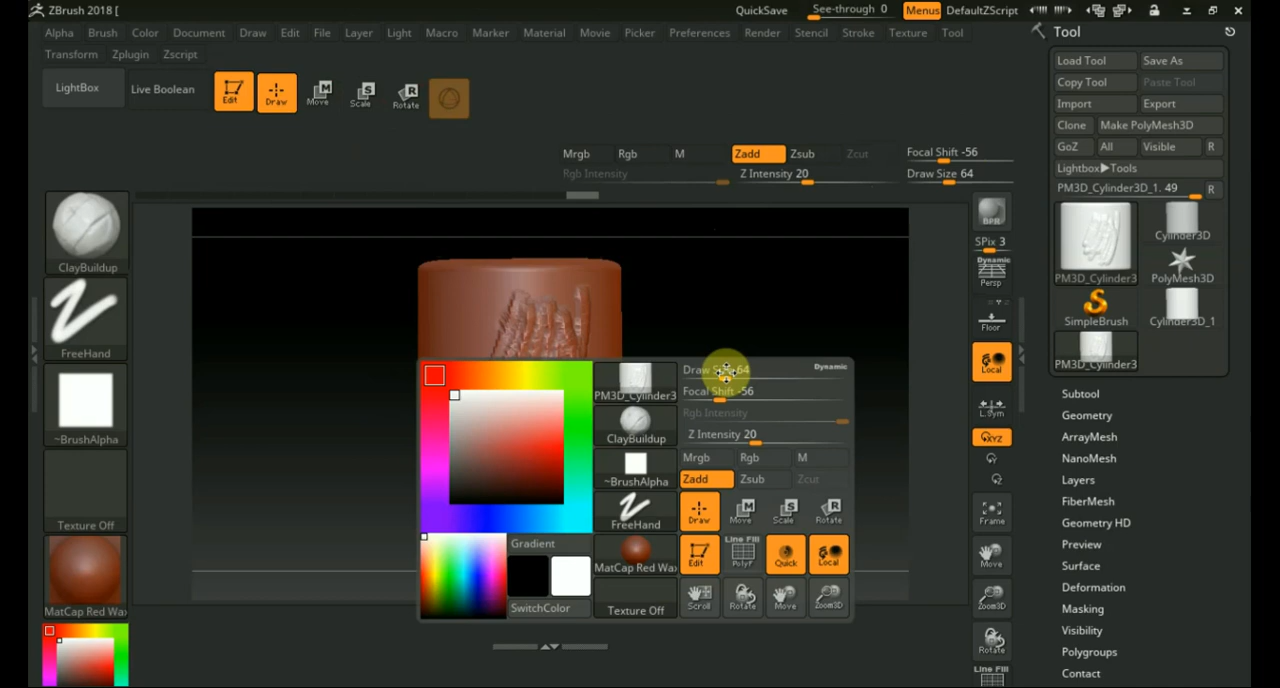 ZBrush 2018 [
QuickSave See-through 0 Menus DefaultZScript
Alpha Brush Color Document Draw Edit File Layer Light Macro Marker Material Movie Picker Preferences Render Stencil Stroke Texture Tool
Transform Zplugin Zscript
LightBox Live Boolean Edit Draw Move Scale Rotate
M S R
Mrgb Rgb M Zadd Zsub Zcut Focal Shift -56
Rgb Intensity Z Intensity 20 Draw Size 64
ClayBuildup
FreeHand
~BrushAlpha
Texture Off
MatCap Red Wax
Draw Size 64 Dynamic
Focal Shift -56
Rgb Intensity
Z Intensity 20
Mrgb Rgb M
Zadd Zsub Zcut
Draw Move Scale Rotate
Line Fill
Edit PolyF Quick Local
Scroll Rotate Move Zoom3D
PM3D_Cylinder3
ClayBuildup
~BrushAlpha
FreeHand
MatCap Red Wax
Texture Off
Gradient
SwitchColor
BPR
SPix 3
Dynamic
Persp
Floor
Local
L.Sym
XYZ
Y
Z
Frame
Move
Zoom3D
Rotate
Line Fill
Tool
Load Tool Save As
Copy Tool Paste Tool
Import Export
Clone Make PolyMesh3D
GoZ All Visible R
Lightbox▶Tools
PM3D_Cylinder3D_1. 49 R
PM3D_Cylinder3 Cylinder3D
PolyMesh3D
SimpleBrush Cylinder3D_1
PM3D_Cylinder3
Subtool
Geometry
ArrayMesh
NanoMesh
Layers
FiberMesh
Geometry HD
Preview
Surface
Deformation
Masking
Visibility
Polygroups
Contact